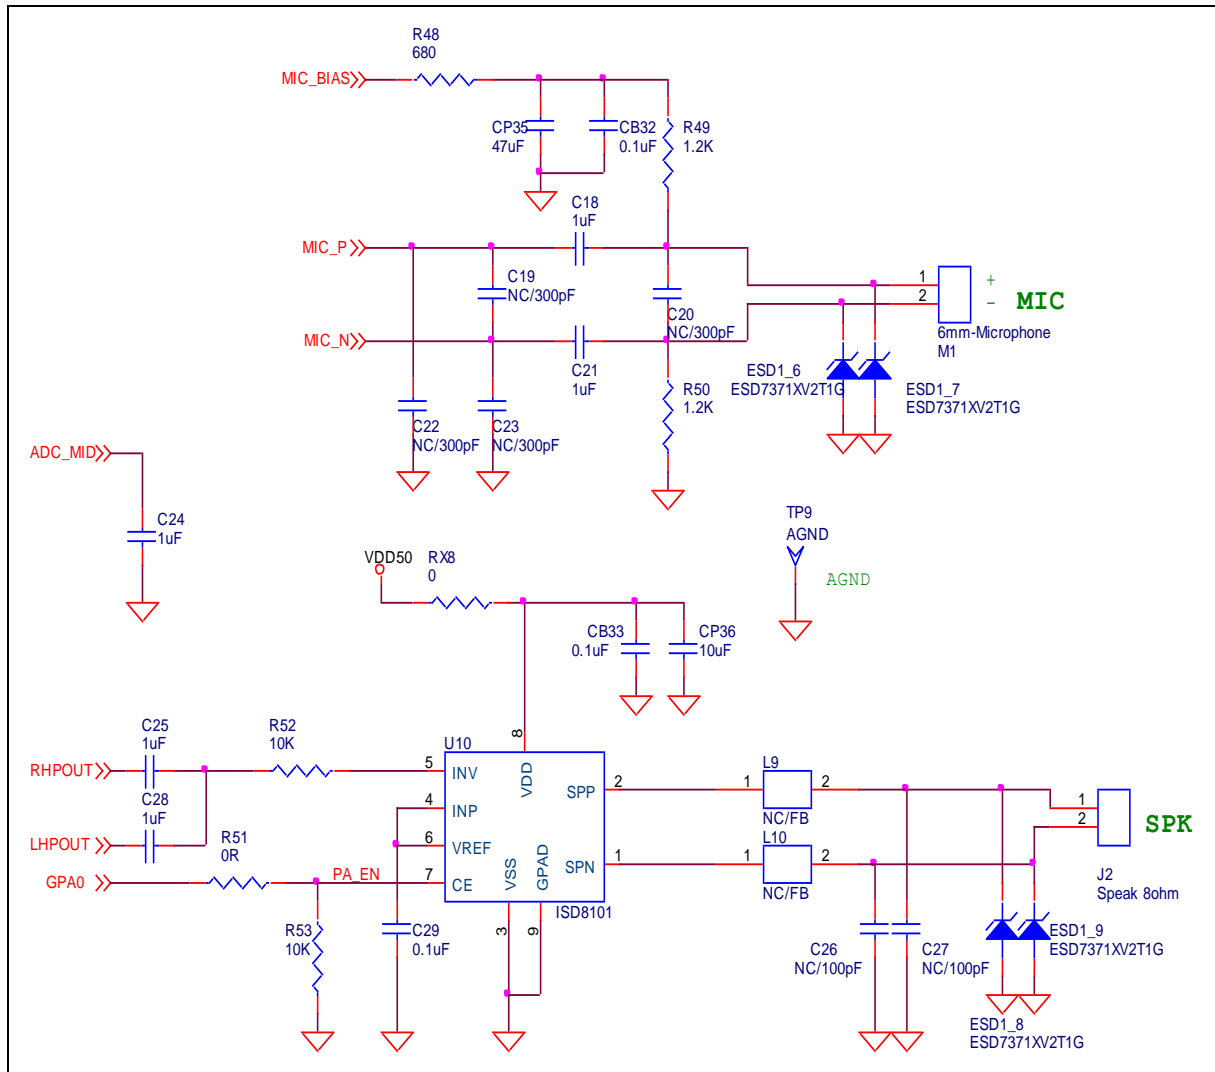 R48
680
MIC_BIAS
CP35
47uF
CB32
0.1uF
R49
1.2K
C18
1uF
MIC_P
C19
NC/300pF
C20
NC/300pF
1
2
+
-
MIC
6mm-Microphone
M1
MIC_N
C21
1uF
ESD1_6
ESD7371XV2T1G
ESD1_7
ESD7371XV2T1G
R50
1.2K
C22
NC/300pF
C23
NC/300pF
ADC_MID
C24
1uF
TP9
AGND
AGND
VDD50
RX8
0
CB33
0.1uF
CP36
10uF
C25
1uF
R52
10K
RHPOUT
C28
1uF
LHPOUT
R51
0R
GPA0
PA_EN
R53
10K
C29
0.1uF
U10
8
5
INV
4
INP
6
VREF
7
CE
VDD
VSS
GPAD
3
9
SPP
2
SPN
1
ISD8101
L9
1
2
NC/FB
L10
1
2
NC/FB
1
2
SPK
J2
Speak 8ohm
C26
NC/100pF
C27
NC/100pF
ESD1_9
ESD7371XV2T1G
ESD1_8
ESD7371XV2T1G